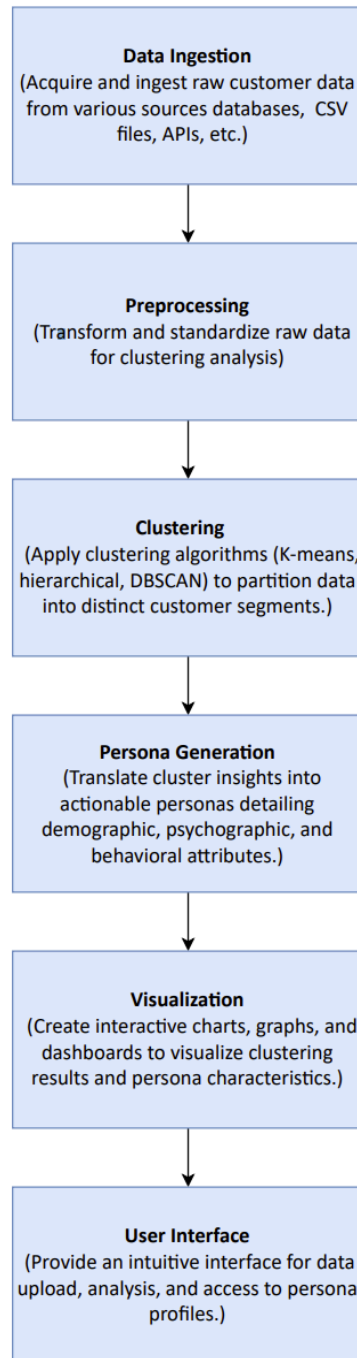 Data Ingestion
(Acquire and ingest raw customer data
from various sources databases, CSV
files, APIs, etc.)
Preprocessing
(Transform and standardize raw data
for clustering analysis)
Clustering
(Apply clustering algorithms (K-means,
hierarchical, DBSCAN) to partition data
into distinct customer segments.)
Persona Generation
(Translate cluster insights into
actionable personas detailing
demographic, psychographic, and
behavioral attributes.)
Visualization
(Create interactive charts, graphs, and
dashboards to visualize clustering
results and persona characteristics.)
User Interface
(Provide an intuitive interface for data
upload, analysis, and access to persona
profiles.)